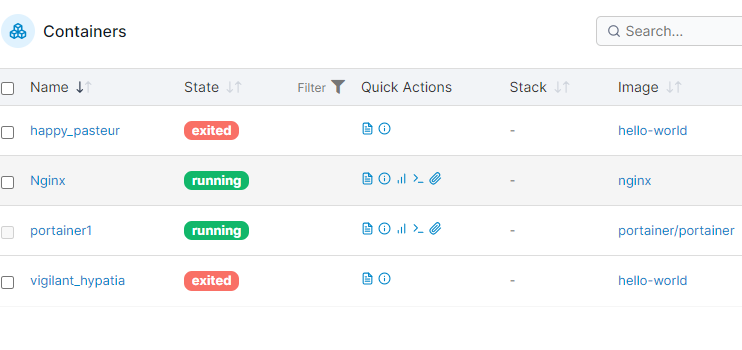 Containers
Search...
Name State Filter Quick Actions Stack Image
happy_pasteur exited - hello-world
Nginx running - nginx
portainer1 running - portainer/portainer
vigilant_hypatia exited - hello-world